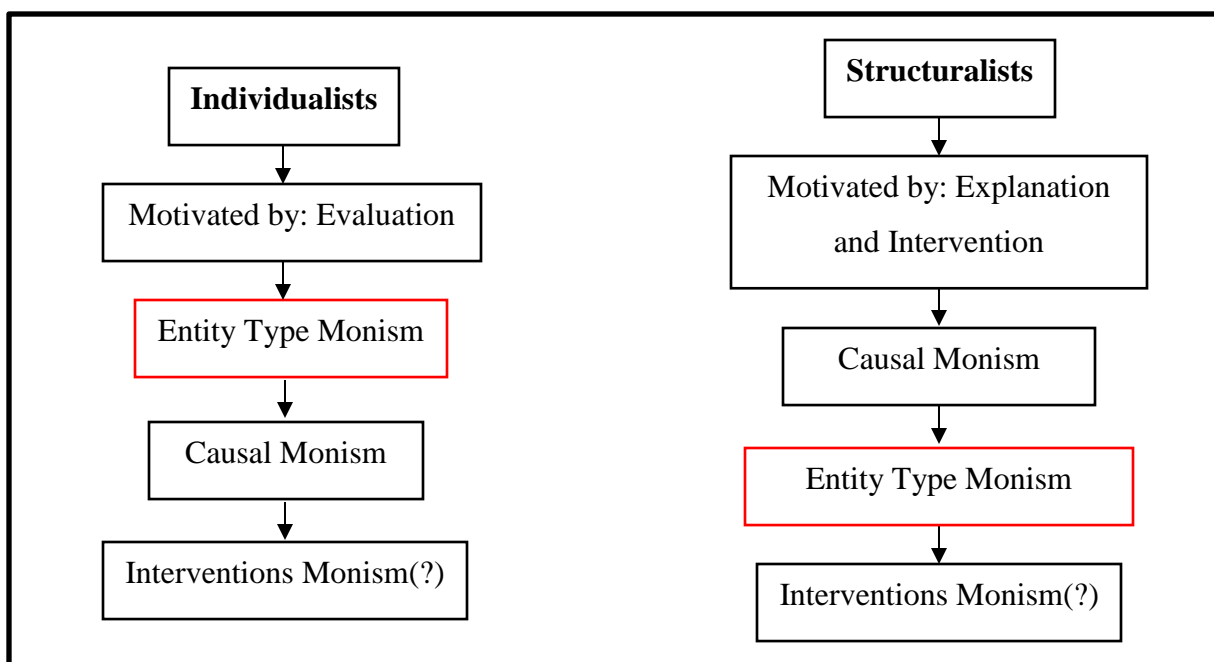 Individualists
Motivated by: Evaluation
Entity Type Monism
Causal Monism
Interventions Monism(?)
Structuralists
Motivated by: Explanation
and Intervention
Causal Monism
Entity Type Monism
Interventions Monism(?)